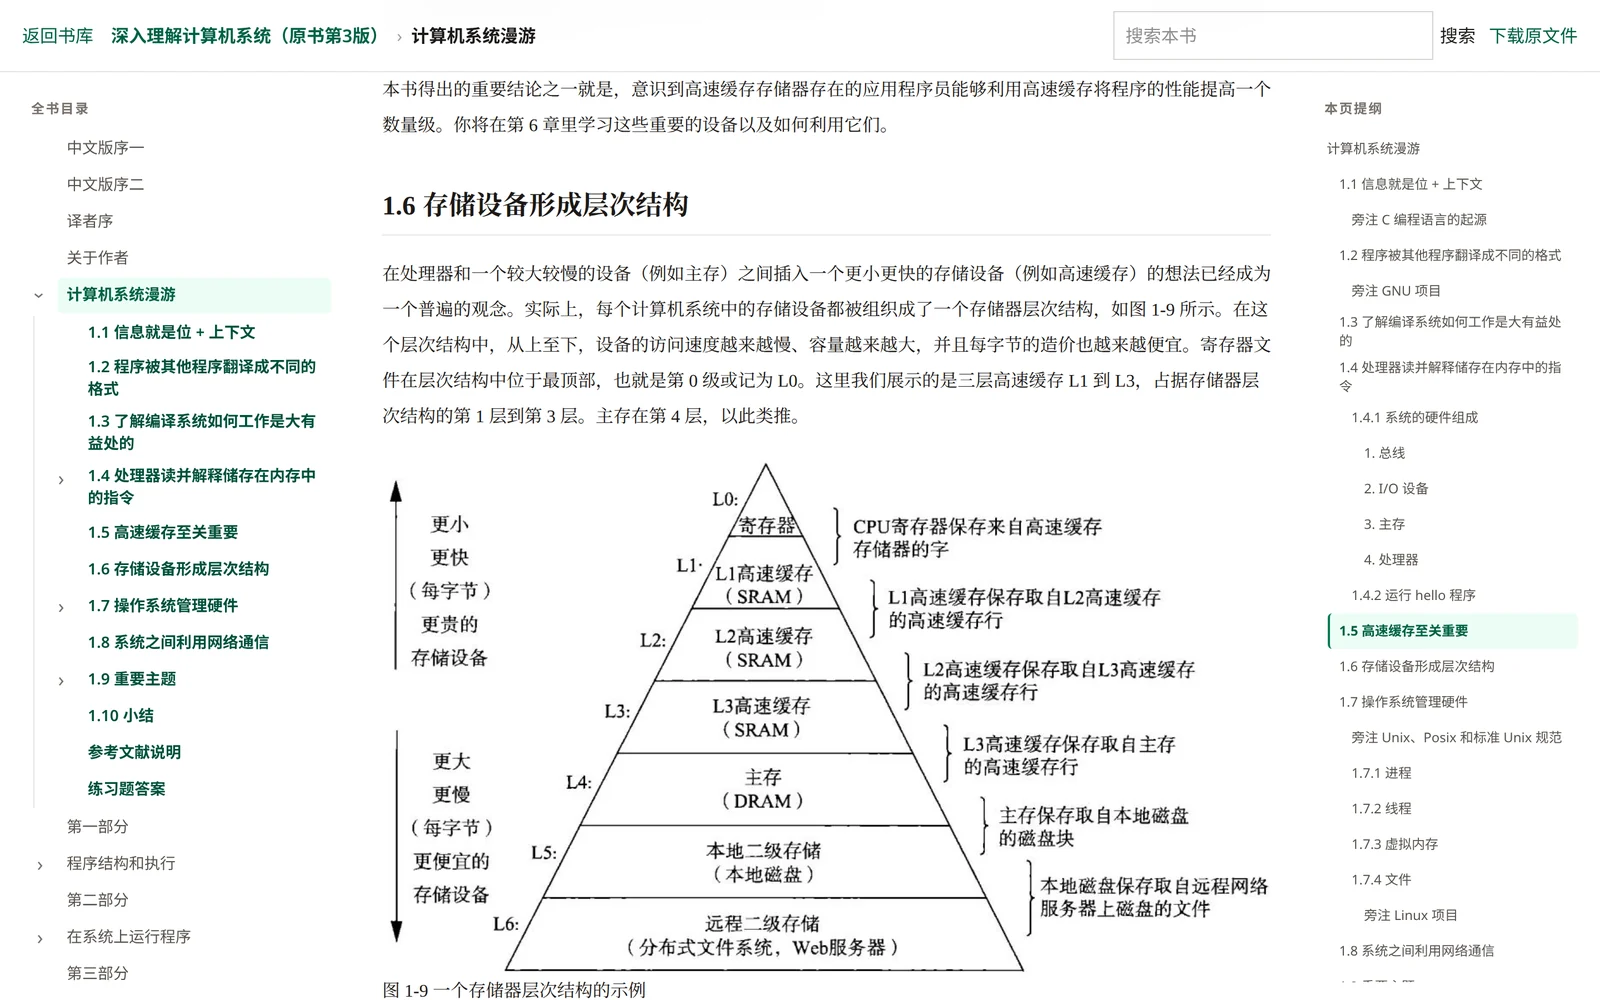 返回书库 深入理解计算机系统（原书第3版） › 计算机系统漫游
搜索本书 搜索 下载原文件
全书目录
中文版序一
中文版序二
译者序
关于作者
计算机系统漫游
1.1 信息就是位 + 上下文
1.2 程序被其他程序翻译成不同的
格式
1.3 了解编译系统如何工作是大有
益处的
1.4 处理器读并解释储存在内存中
的指令
1.5 高速缓存至关重要
1.6 存储设备形成层次结构
1.7 操作系统管理硬件
1.8 系统之间利用网络通信
1.9 重要主题
1.10 小结
参考文献说明
练习题答案
第一部分
程序结构和执行
第二部分
在系统上运行程序
第三部分
本书得出的重要结论之一就是，意识到高速缓存存储器存在的应用程序员能够利用高速缓存将程序的性能提高一个
数量级。你将在第 6 章里学习这些重要的设备以及如何利用它们。
1.6 存储设备形成层次结构
在处理器和一个较大较慢的设备（例如主存）之间插入一个更小更快的存储设备（例如高速缓存）的想法已经成为
一个普遍的观念。实际上，每个计算机系统中的存储设备都被组织成了一个存储器层次结构，如图 1-9 所示。在这
个层次结构中，从上至下，设备的访问速度越来越慢、容量越来越大，并且每字节的造价也越来越便宜。寄存器文
件在层次结构中位于最顶部，也就是第 0 级或记为 L0。这里我们展示的是三层高速缓存 L1 到 L3，占据存储器层
次结构的第 1 层到第 3 层。主存在第 4 层，以此类推。
更小
更快
（每字节）
更贵的
存储设备
更大
更慢
（每字节）
更便宜的
存储设备
L0:
寄存器
CPU寄存器保存来自高速缓存
存储器的字
L1:
L1高速缓存
（SRAM）
L1高速缓存保存取自L2高速缓存
的高速缓存行
L2:
L2高速缓存
（SRAM）
L2高速缓存保存取自L3高速缓存
的高速缓存行
L3:
L3高速缓存
（SRAM）
L3高速缓存保存取自主存
的高速缓存行
L4:
主存
（DRAM）
主存保存取自本地磁盘
的磁盘块
L5:
本地二级存储
（本地磁盘）
本地磁盘保存取自远程网络
服务器上磁盘的文件
L6:
远程二级存储
（分布式文件系统，Web服务器）
图 1-9 一个存储器层次结构的示例
本页提纲
计算机系统漫游
1.1 信息就是位 + 上下文
旁注 C 编程语言的起源
1.2 程序被其他程序翻译成不同的格式
旁注 GNU 项目
1.3 了解编译系统如何工作是大有益处
的
1.4 处理器读并解释储存在内存中的指
令
1.4.1 系统的硬件组成
1. 总线
2. I/O 设备
3. 主存
4. 处理器
1.4.2 运行 hello 程序
1.5 高速缓存至关重要
1.6 存储设备形成层次结构
1.7 操作系统管理硬件
旁注 Unix、Posix 和标准 Unix 规范
1.7.1 进程
1.7.2 线程
1.7.3 虚拟内存
1.7.4 文件
旁注 Linux 项目
1.8 系统之间利用网络通信